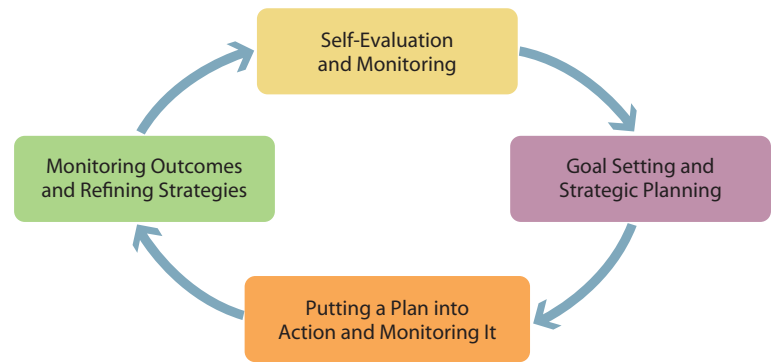 Self-Evaluation
and Monitoring
Goal Setting and
Strategic Planning
Putting a Plan into
Action and Monitoring It
Monitoring Outcomes
and Refining Strategies